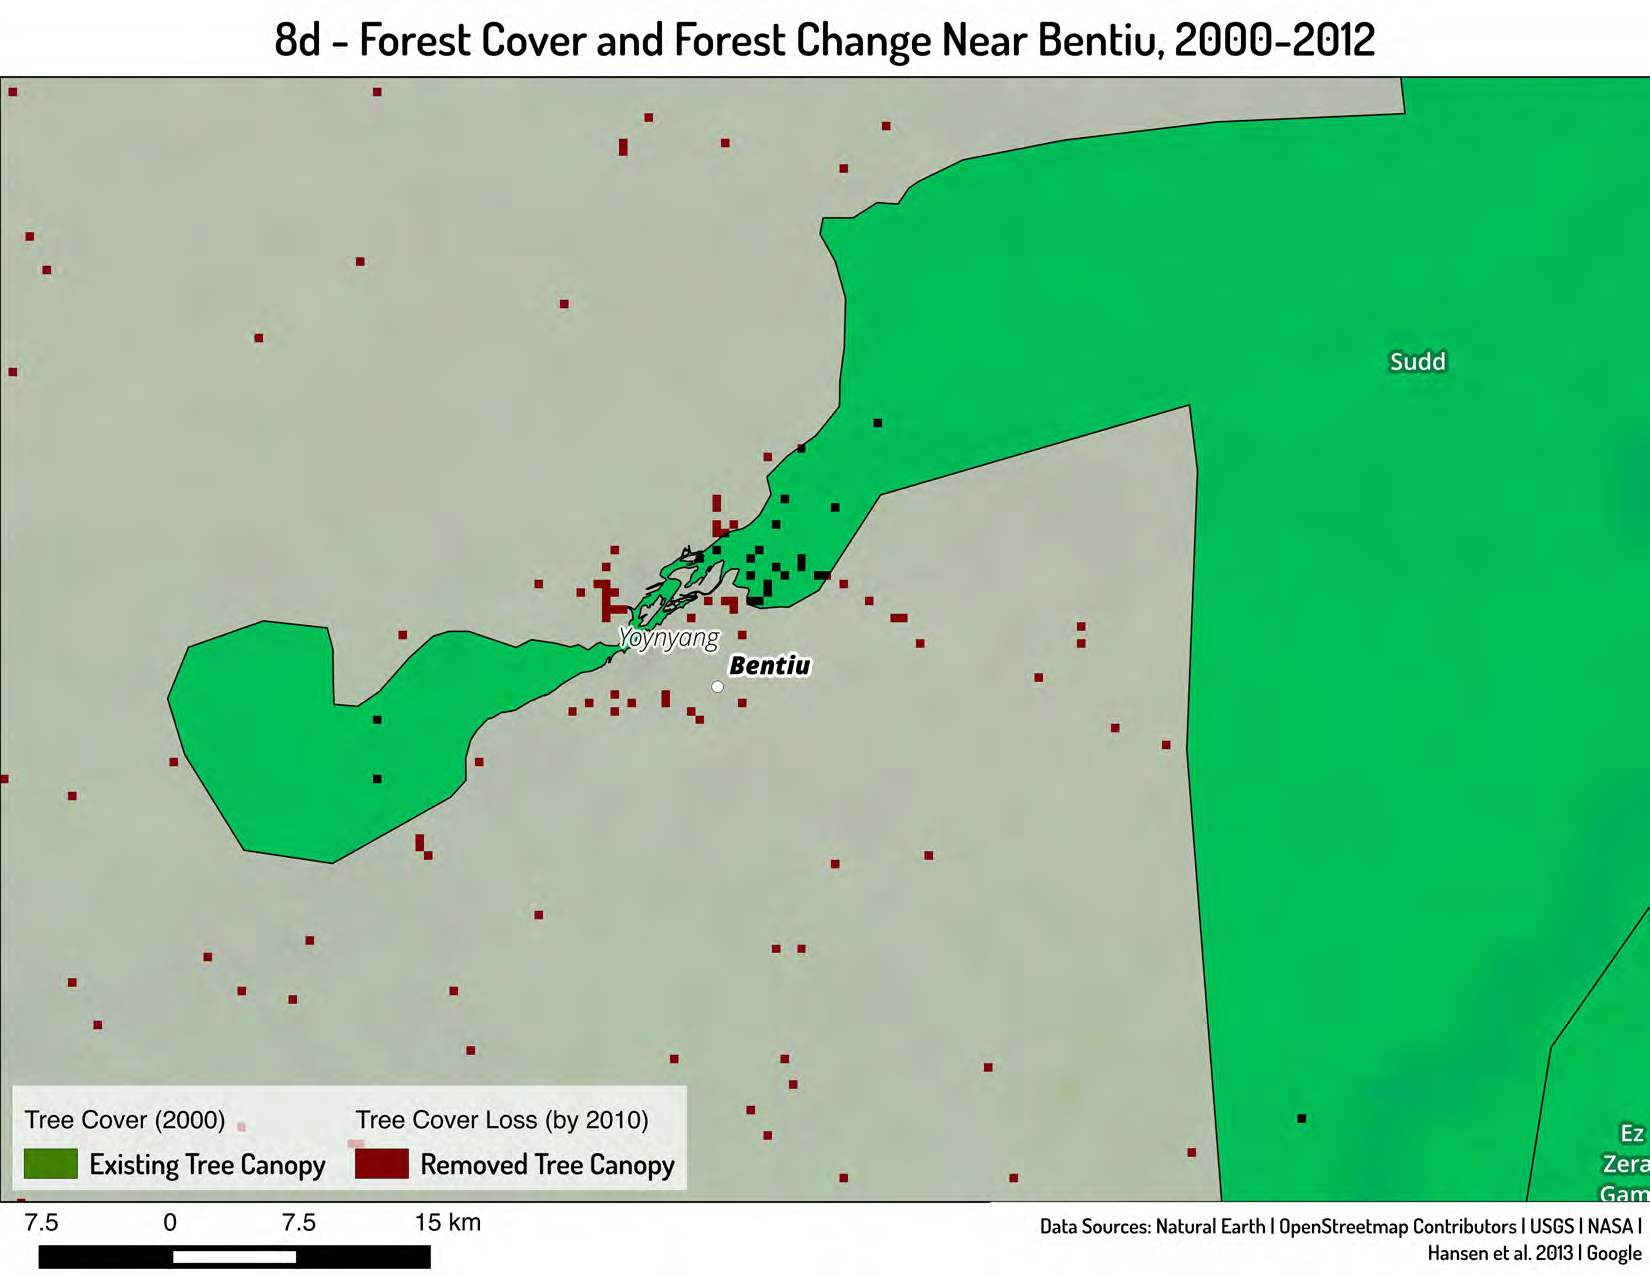 8d - Forest Cover and Forest Change Near Bentiu, 2000-2012
Sudd
Yoynyang
Bentiu
Ez
Zera
Gam
Tree Cover (2000)
Tree Cover Loss (by 2010)
Existing Tree Canopy
Removed Tree Canopy
7.5 0 7.5 15 km
Data Sources: Natural Earth | OpenStreetmap Contributors | USGS | NASA |
Hansen et al. 2013 | Google